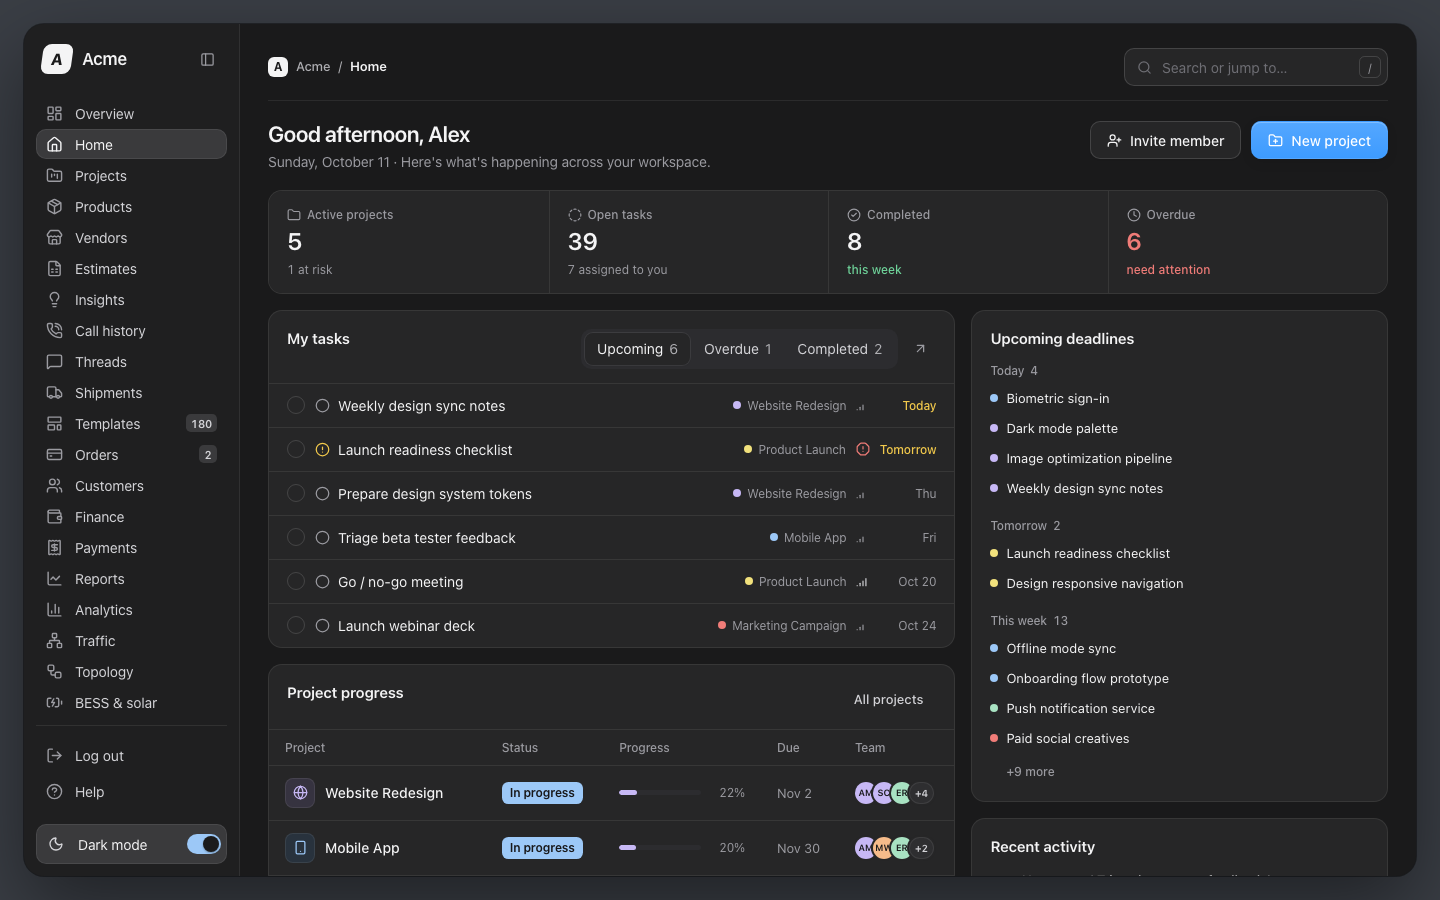 A Acme
Overview
Home
Projects
Products
Vendors
Estimates
Insights
Call history
Threads
Shipments
Templates 180
Orders 2
Customers
Finance
Payments
Reports
Analytics
Traffic
Topology
BESS & solar
Log out
Help
Dark mode
A Acme / Home
Search or jump to... /
Good afternoon, Alex
Sunday, October 11 · Here's what's happening across your workspace.
Invite member
New project
Active projects
5
1 at risk
Open tasks
39
7 assigned to you
Completed
8
this week
Overdue
6
need attention
My tasks
Upcoming 6 Overdue 1 Completed 2
Weekly design sync notes Website Redesign Today
Launch readiness checklist Product Launch Tomorrow
Prepare design system tokens Website Redesign Thu
Triage beta tester feedback Mobile App Fri
Go / no-go meeting Product Launch Oct 20
Launch webinar deck Marketing Campaign Oct 24
Project progress
All projects
Project Status Progress Due Team
Website Redesign In progress 22% Nov 2 AM SC ER +4
Mobile App In progress 20% Nov 30 AM MW ER +2
Upcoming deadlines
Today 4
Biometric sign-in
Dark mode palette
Image optimization pipeline
Weekly design sync notes
Tomorrow 2
Launch readiness checklist
Design responsive navigation
This week 13
Offline mode sync
Onboarding flow prototype
Push notification service
Paid social creatives
+9 more
Recent activity